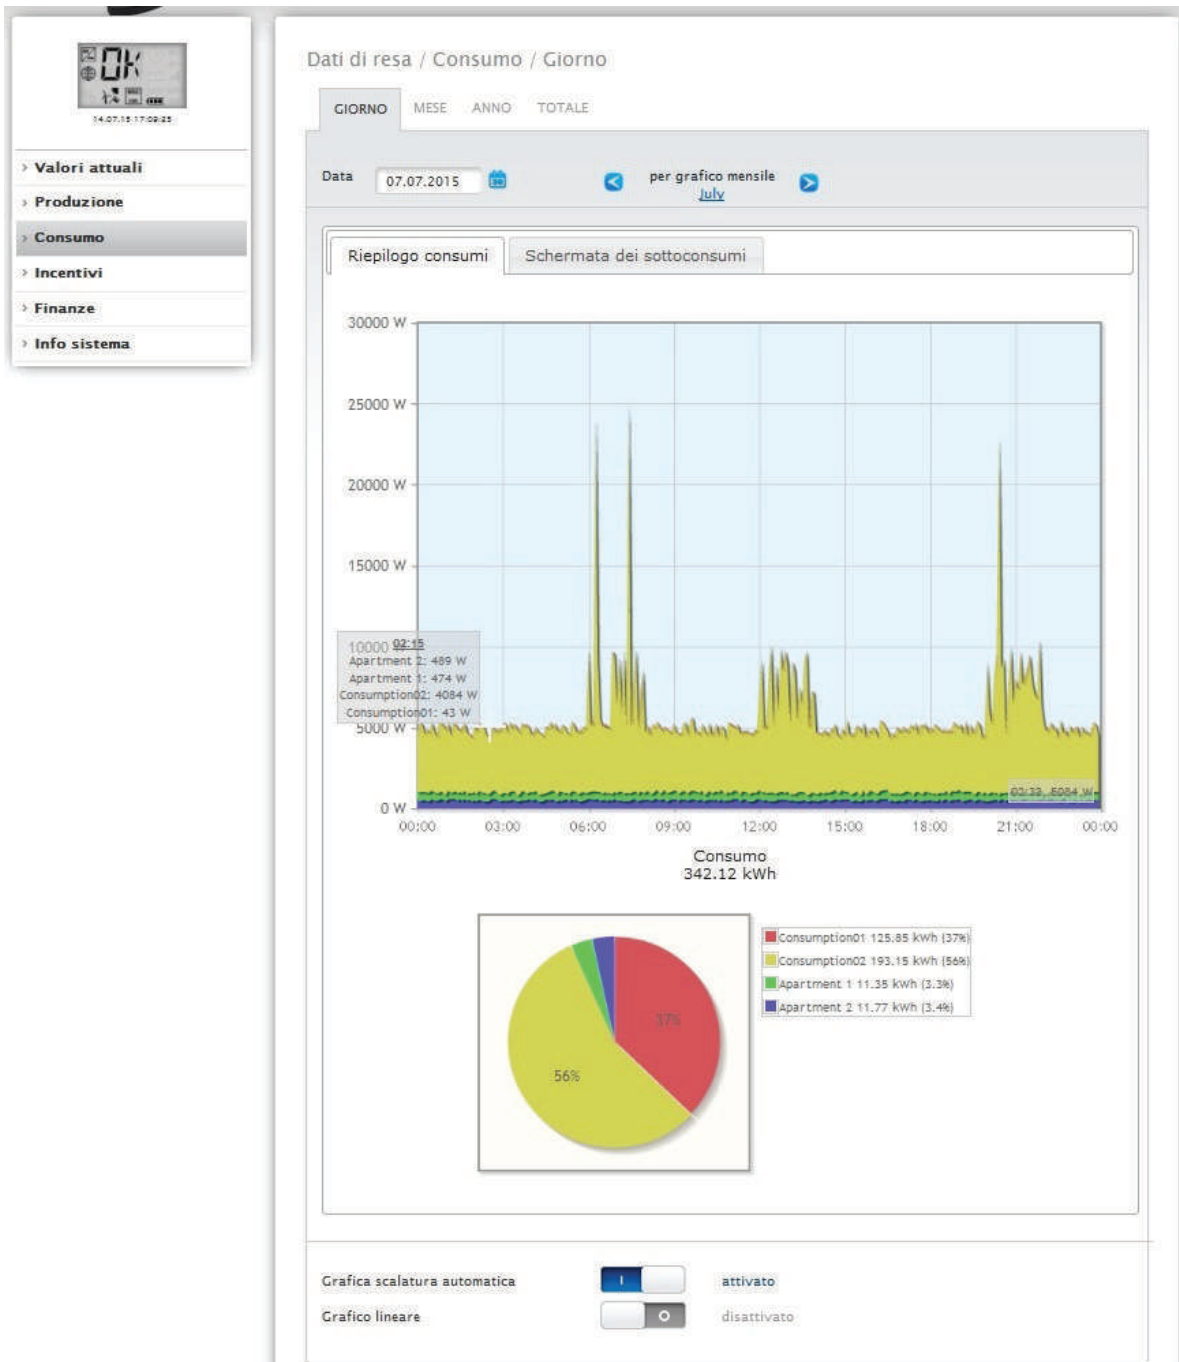 OK
14.07.15 17:09:25
Valori attuali
Produzione
Consumo
Incentivi
Finanze
Info sistema
Dati di resa / Consumo / Giorno
GIORNO MESE ANNO TOTALE
Data 07.07.2015 per grafico mensile
July
Riepilogo consumi Schermata dei sottoconsumi
30000 W
25000 W
20000 W
15000 W
10000 W 02:15
Apartment 2: 489 W
Apartment 1: 474 W
Consumption02: 4084 W
Consumption01: 43 W
5000 W
0 W
00:00 03:00 06:00 09:00 12:00 15:00 18:00 21:00 00:00
Consumo
342.12 kWh
Consumption01 125.85 kWh (37%)
Consumption02 193.15 kWh (56%)
Apartment 1 11.35 kWh (3.3%)
Apartment 2 11.77 kWh (3.4%)
37%
56%
Grafica scalatura automatica I attivato
Grafico lineare O disattivato